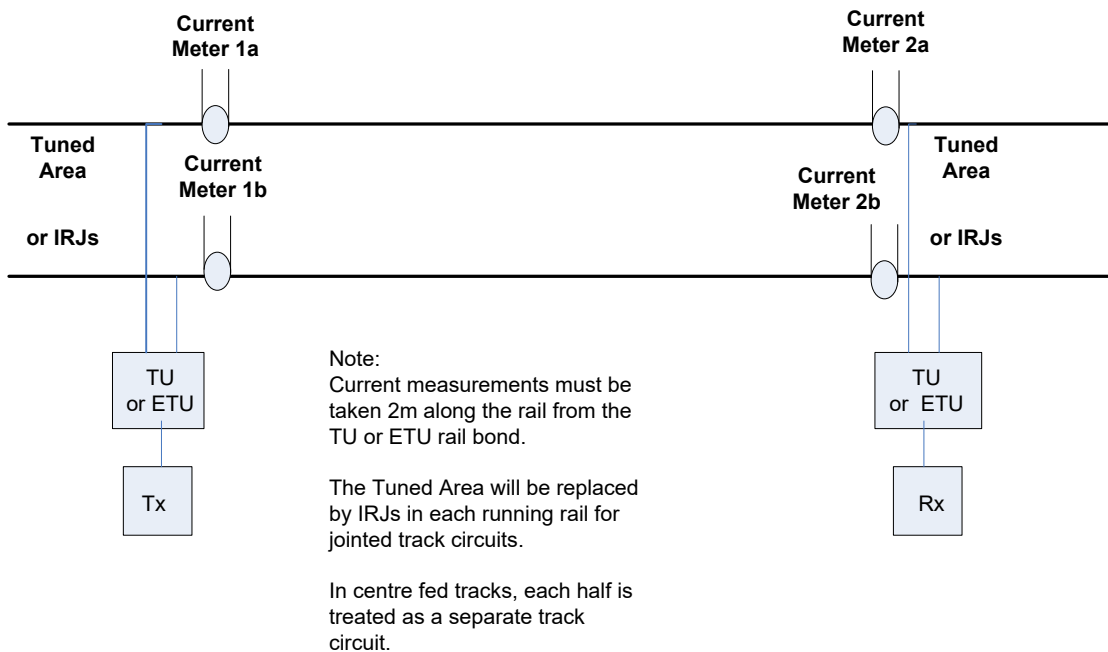 Current
Meter 1a
Current
Meter 2a
Tuned
Area
Current
Meter 1b
Current
Meter 2b
Tuned
Area
or IRJs
or IRJs
TU
or ETU
TU
or ETU
Tx
Rx
Note:
Current measurements must be
taken 2m along the rail from the
TU or ETU rail bond.
The Tuned Area will be replaced
by IRJs in each running rail for
jointed track circuits.
In centre fed tracks, each half is
treated as a separate track
circuit.